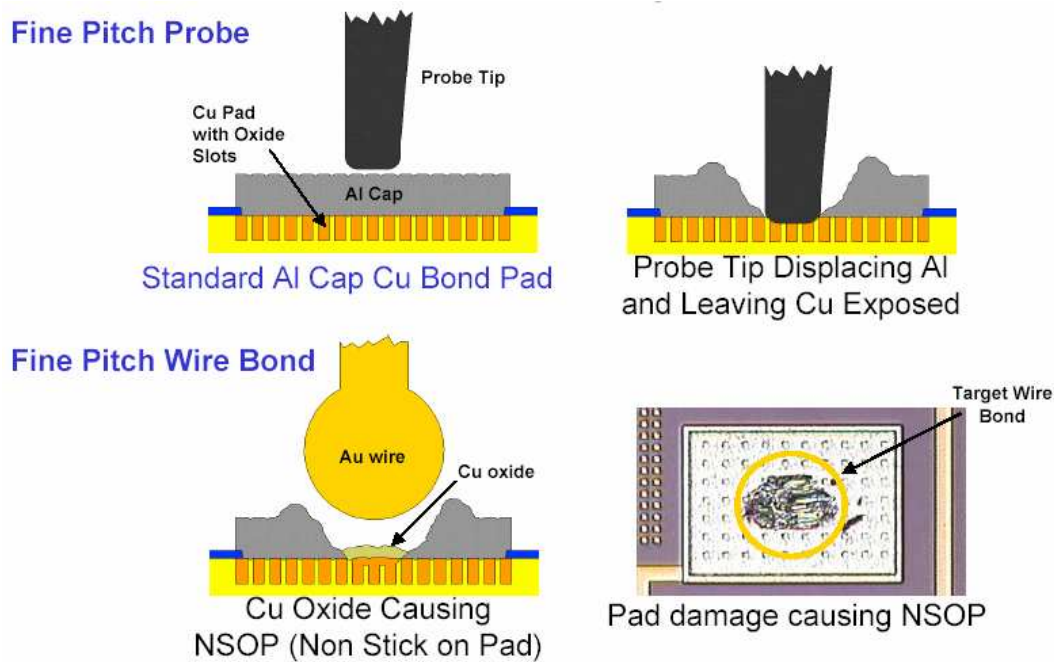 Fine Pitch Probe
Probe Tip
Cu Pad
with Oxide
Slots
Al Cap
Standard Al Cap Cu Bond Pad
Probe Tip Displacing Al
and Leaving Cu Exposed
Fine Pitch Wire Bond
Au wire
Cu oxide
Cu Oxide Causing
NSOP (Non Stick on Pad)
Target Wire
Bond
Pad damage causing NSOP